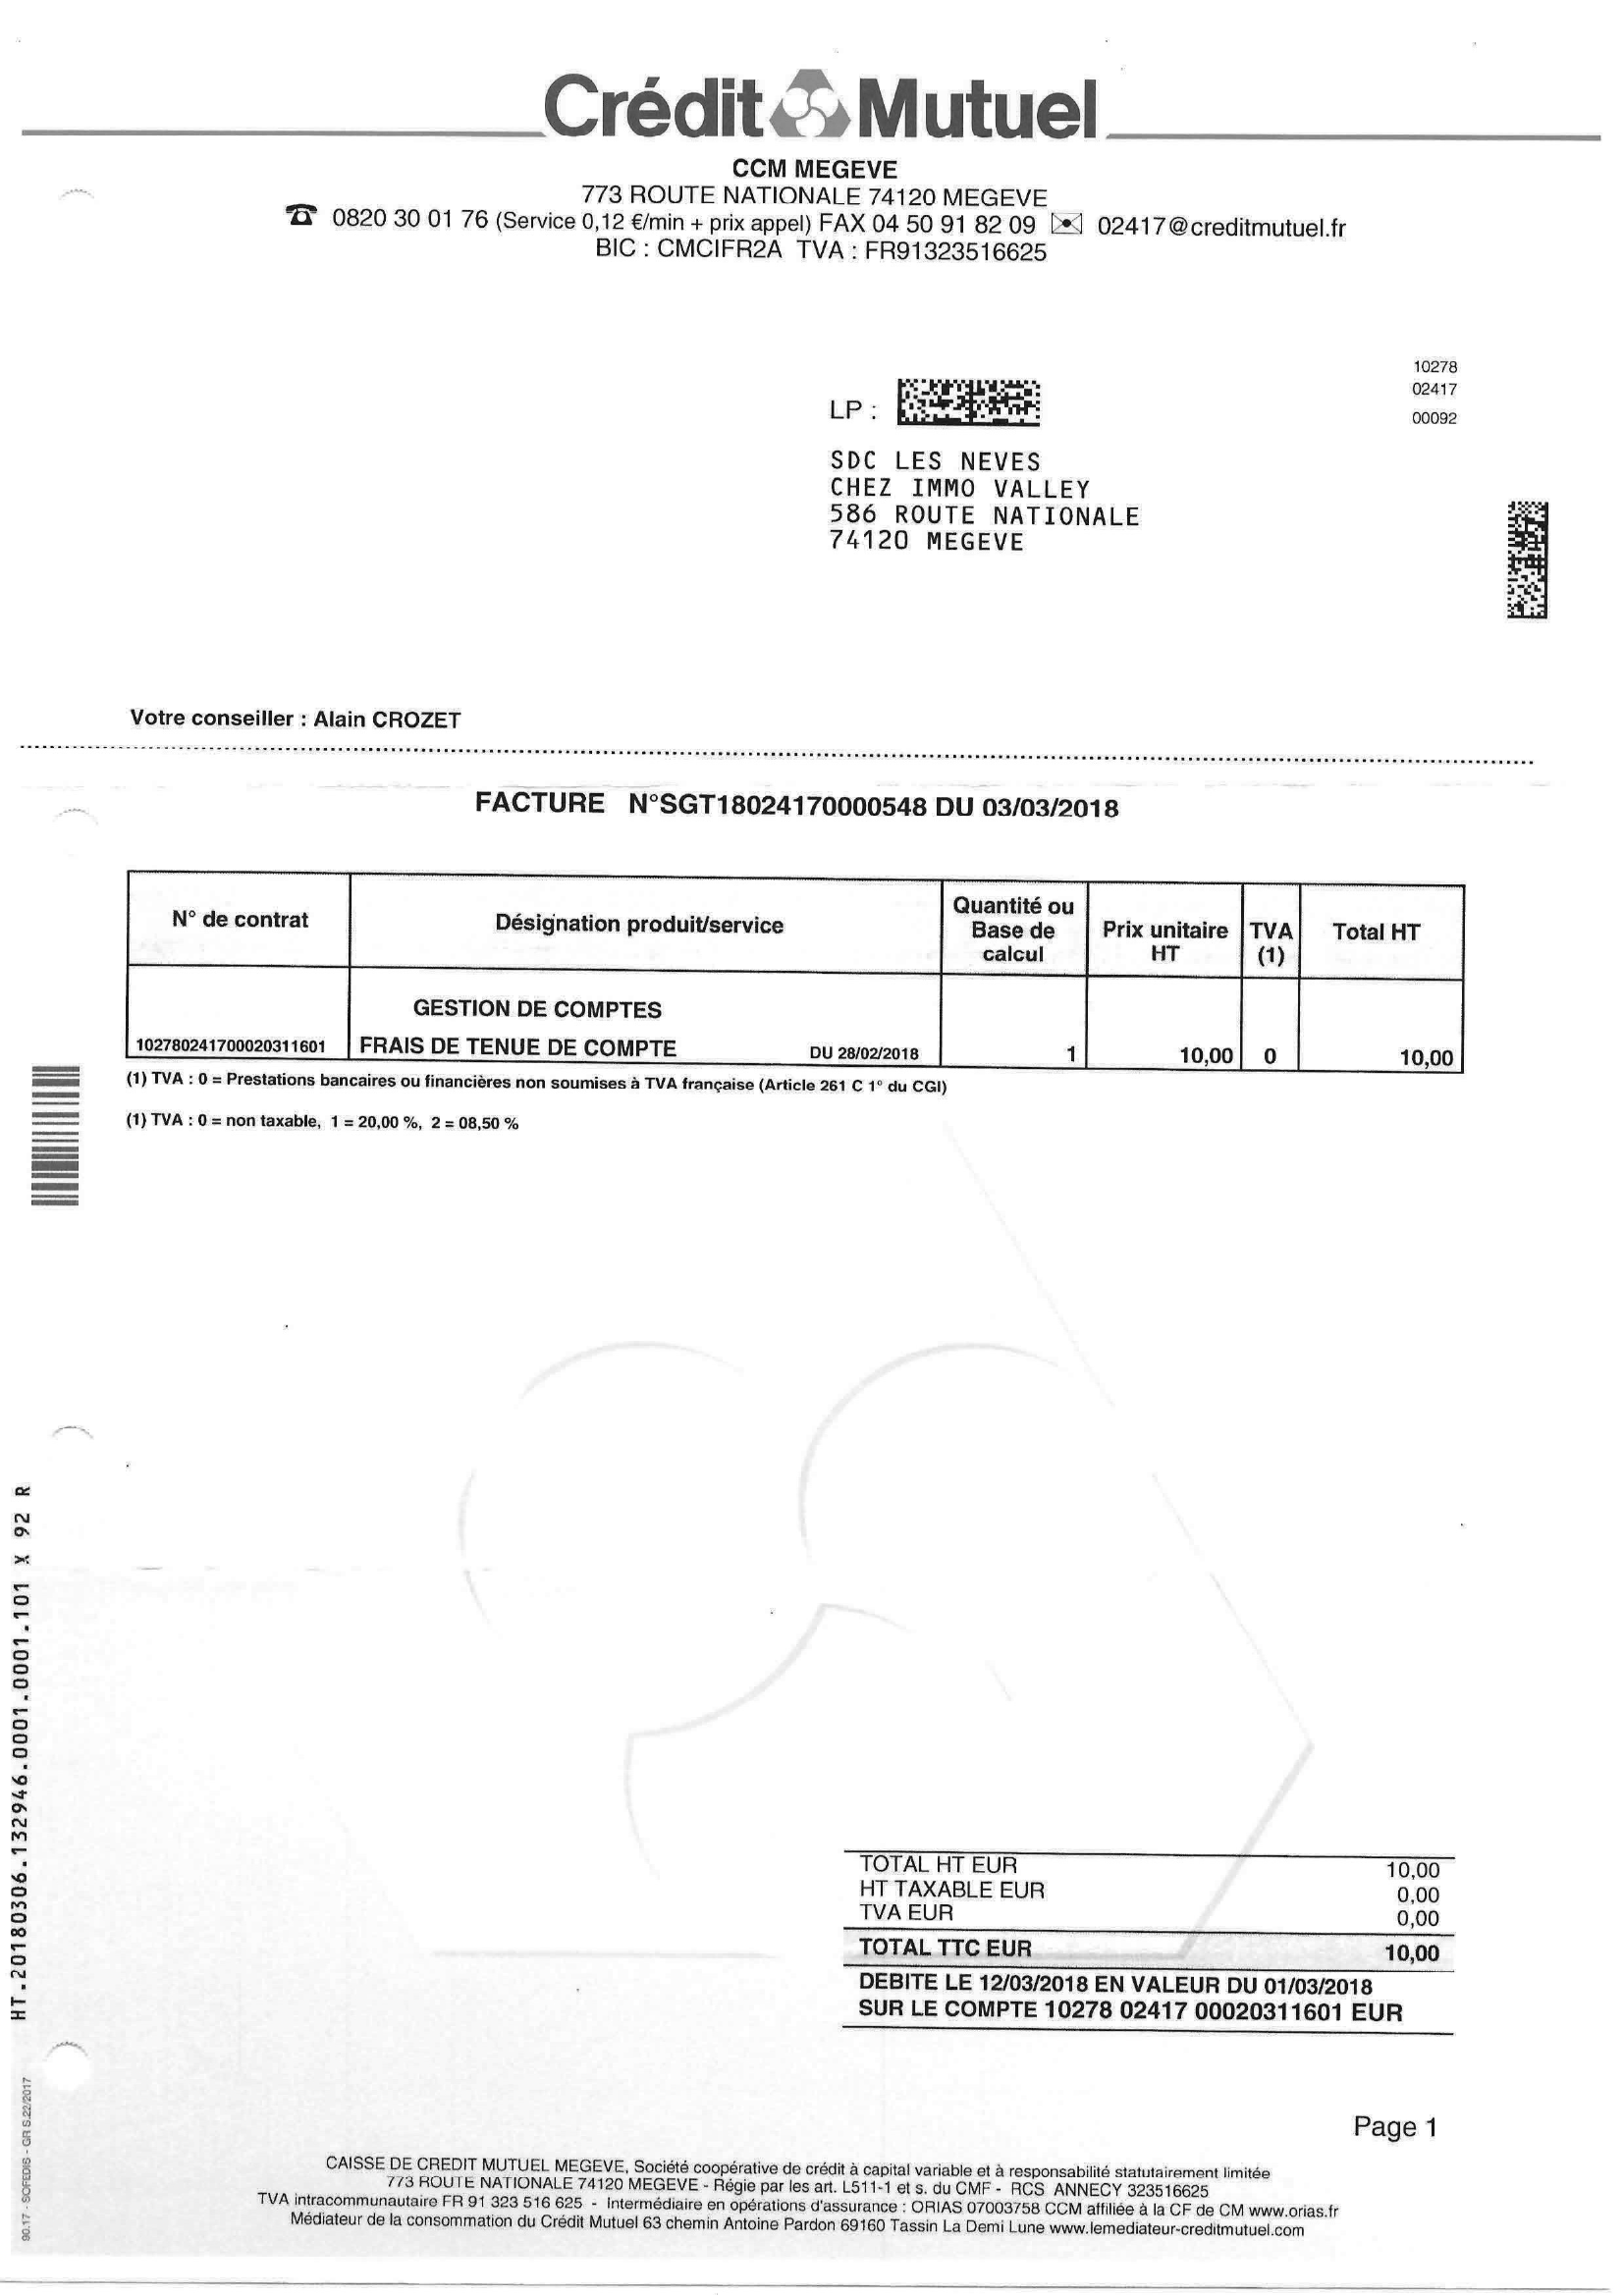 Crédit Mutuel
CCM MEGEVE
773 ROUTE NATIONALE 74120 MEGEVE
☎ 0820 30 01 76 (Service 0,12 €/min + prix appel) FAX 04 50 91 82 09 ✉ 02417@creditmutuel.fr
BIC : CMCIFR2A TVA : FR91323516625
10278
02417
00092
LP :
SDC LES NEVES
CHEZ IMMO VALLEY
586 ROUTE NATIONALE
74120 MEGEVE
Votre conseiller : Alain CROZET
FACTURE N°SGT18024170000548 DU 03/03/2018
N° de contrat Désignation produit/service Quantité ou Base de calcul Prix unitaire HT TVA (1) Total HT
GESTION DE COMPTES
102780241700020311601 FRAIS DE TENUE DE COMPTE DU 28/02/2018 1 10,00 0 10,00
(1) TVA : 0 = Prestations bancaires ou financières non soumises à TVA française (Article 261 C 1° du CGI)
(1) TVA : 0 = non taxable, 1 = 20,00 %, 2 = 08,50 %
HT.20180306.132946.0001.0001.101 X 92 R
TOTAL HT EUR 10,00
HT TAXABLE EUR 0,00
TVA EUR 0,00
TOTAL TTC EUR 10,00
DEBITE LE 12/03/2018 EN VALEUR DU 01/03/2018
SUR LE COMPTE 10278 02417 00020311601 EUR
90.17 - SOFEDIS - GR S.22/2017
Page 1
CAISSE DE CREDIT MUTUEL MEGEVE, Société coopérative de crédit à capital variable et à responsabilité statutairement limitée
773 ROUTE NATIONALE 74120 MEGEVE - Régie par les art. L511-1 et s. du CMF - RCS ANNECY 323516625
TVA intracommunautaire FR 91 323 516 625 - Intermédiaire en opérations d'assurance : ORIAS 07003758 CCM affiliée à la CF de CM www.orias.fr
Médiateur de la consommation du Crédit Mutuel 63 chemin Antoine Pardon 69160 Tassin La Demi Lune www.lemediateur-creditmutuel.com